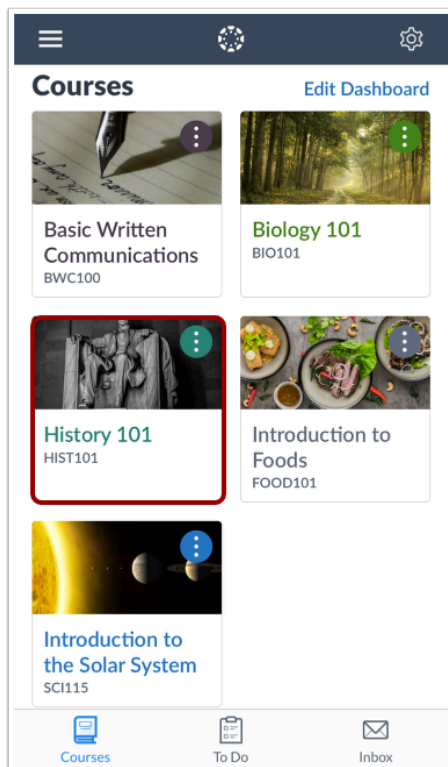 Courses
Edit Dashboard
Basic Written
Communications
BWC100
Biology 101
BIO101
History 101
HIST101
Introduction to
Foods
FOOD101
Introduction to
the Solar System
SCI115
Courses
To Do
Inbox